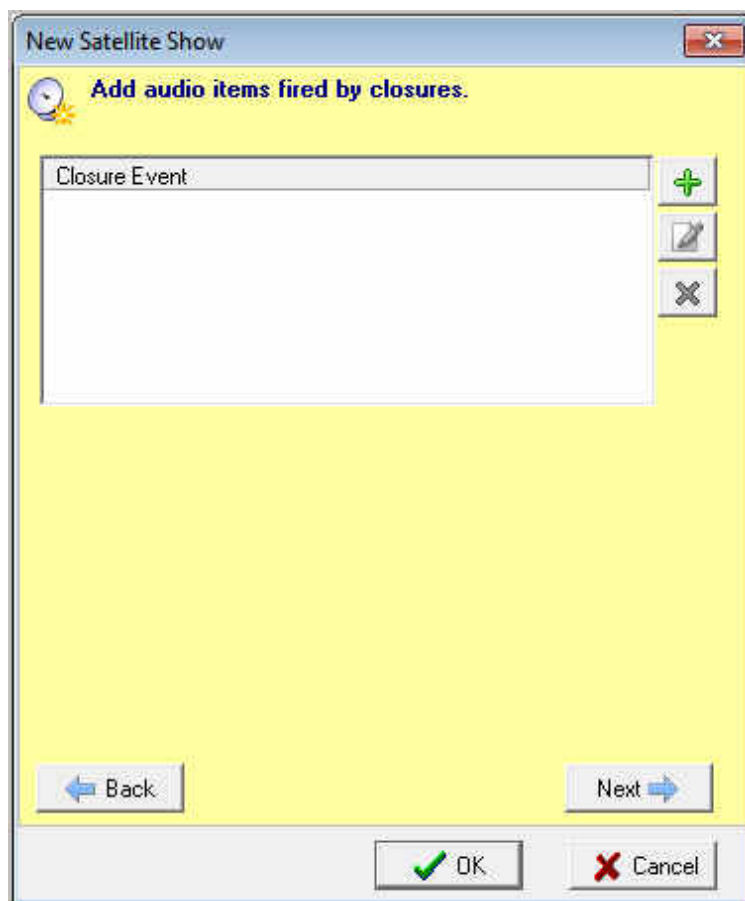 New Satellite Show
Add audio items fired by closures.
Closure Event
Back
Next
OK
Cancel